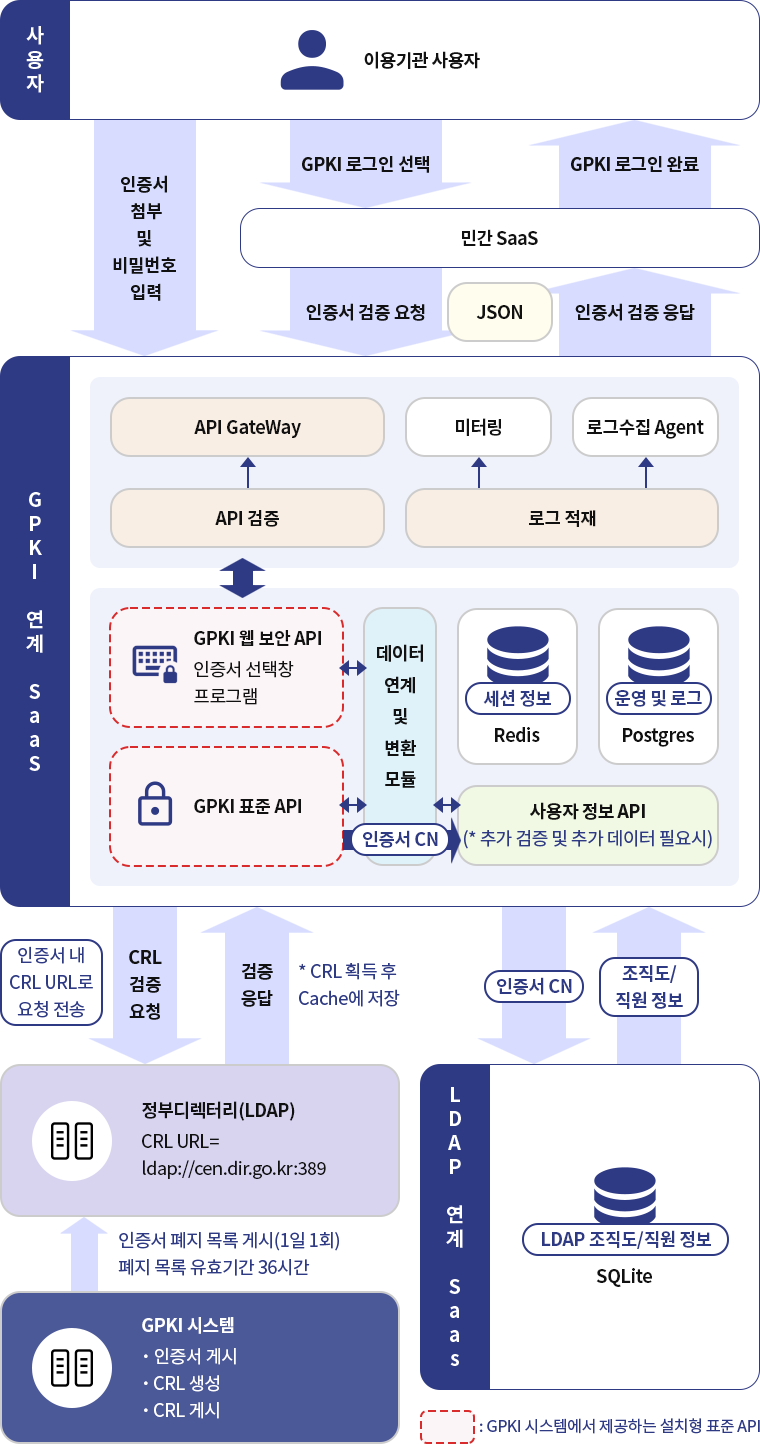 사용자
이용기관 사용자
인증서
첨부
및
비밀번호
입력
GPKI 로그인 선택
GPKI 로그인 완료
민간 SaaS
인증서 검증 요청
JSON
인증서 검증 응답
GPKI 연계 SaaS
API GateWay
미터링
로그수집 Agent
API 검증
로그 적재
GPKI 웹 보안 API
인증서 선택창
프로그램
데이터
연계
및
변환
모듈
세션 정보
Redis
운영 및 로그
Postgres
GPKI 표준 API
인증서 CN
사용자 정보 API
(* 추가 검증 및 추가 데이터 필요시)
인증서 내
CRL URL로
요청 전송
CRL
검증
요청
검증
응답
* CRL 획득 후
Cache에 저장
인증서 CN
조직도/
직원 정보
정부디렉터리(LDAP)
CRL URL=
ldap://cen.dir.go.kr:389
인증서 폐지 목록 게시(1일 1회)
폐지 목록 유효기간 36시간
GPKI 시스템
· 인증서 게시
· CRL 생성
· CRL 게시
LDAP 연계 Saas
LDAP 조직도/직원 정보
SQLite
: GPKI 시스템에서 제공하는 설치형 표준 API